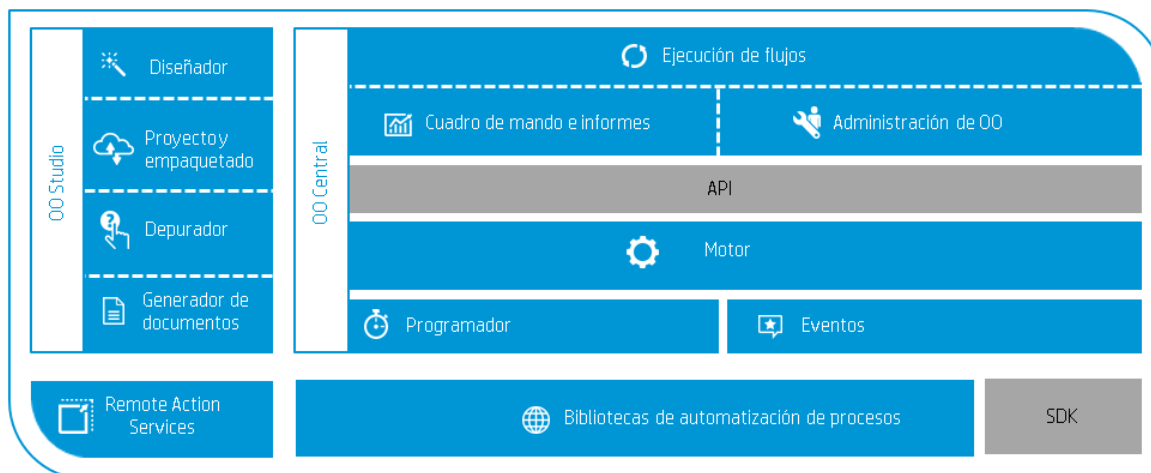 OO Studio
Diseñador
Proyecto y
empaquetado
Depurador
Generador de
documentos
OO Central
Ejecución de flujos
Cuadro de mando e informes
Administración de OO
API
Motor
Programador
Eventos
Remote Action
Services
Bibliotecas de automatización de procesos
SDK